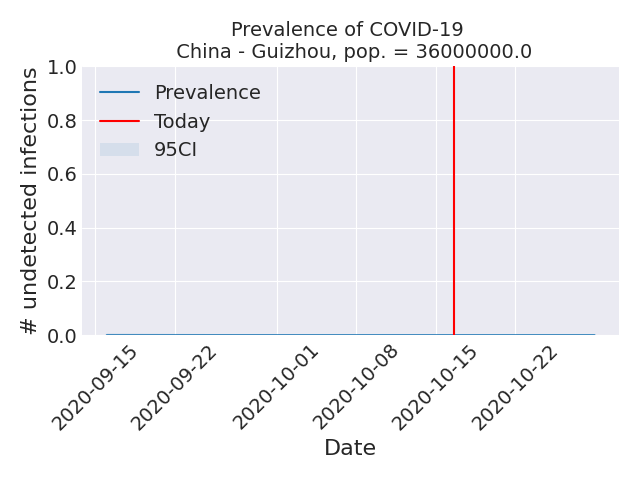 Prevalence of COVID-19
China - Guizhou, pop. = 36000000.0
# undetected infections
1.0
0.8
0.6
0.4
0.2
0.0
Prevalence
Today
95CI
2020-09-15
2020-09-22
2020-10-01
2020-10-08
2020-10-15
2020-10-22
Date